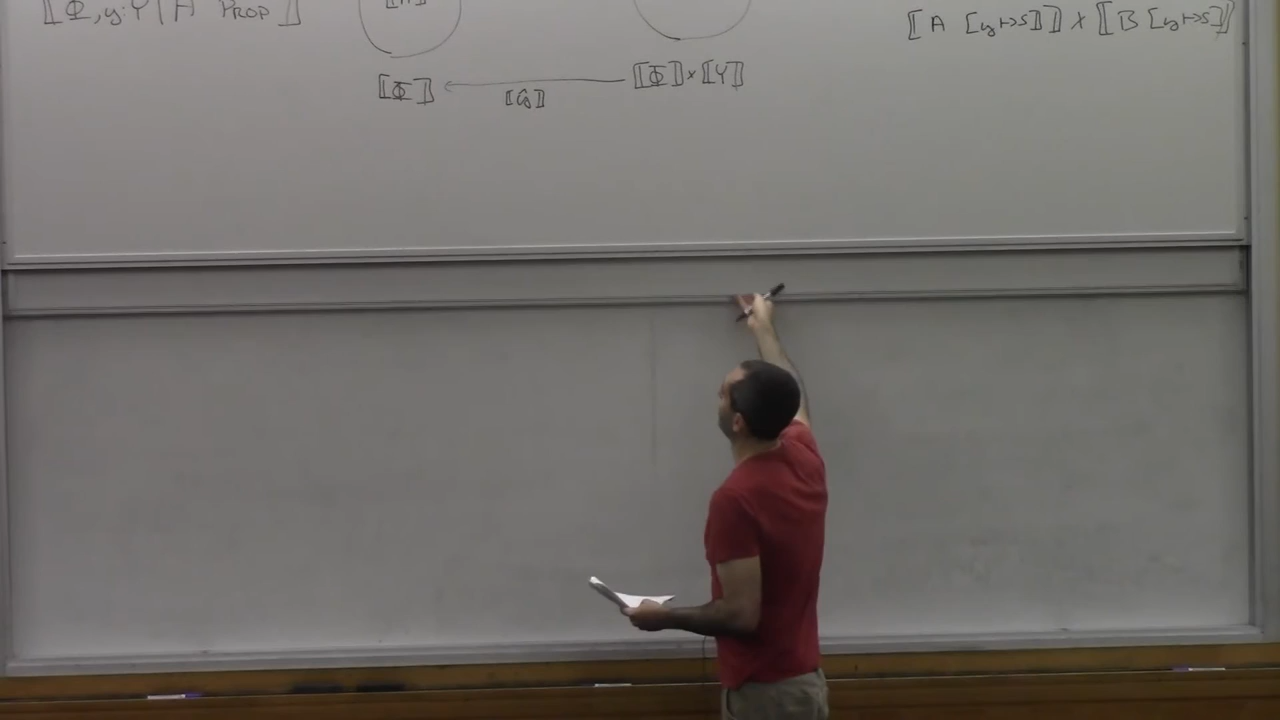 ⟦Φ, y:Y | A PROP⟧
⟦A⟧
⟦A [y↦s]⟧ × ⟦B [y↦s]⟧
⟦Φ⟧ ⟵ ⟦Φ⟧ × ⟦Y⟧